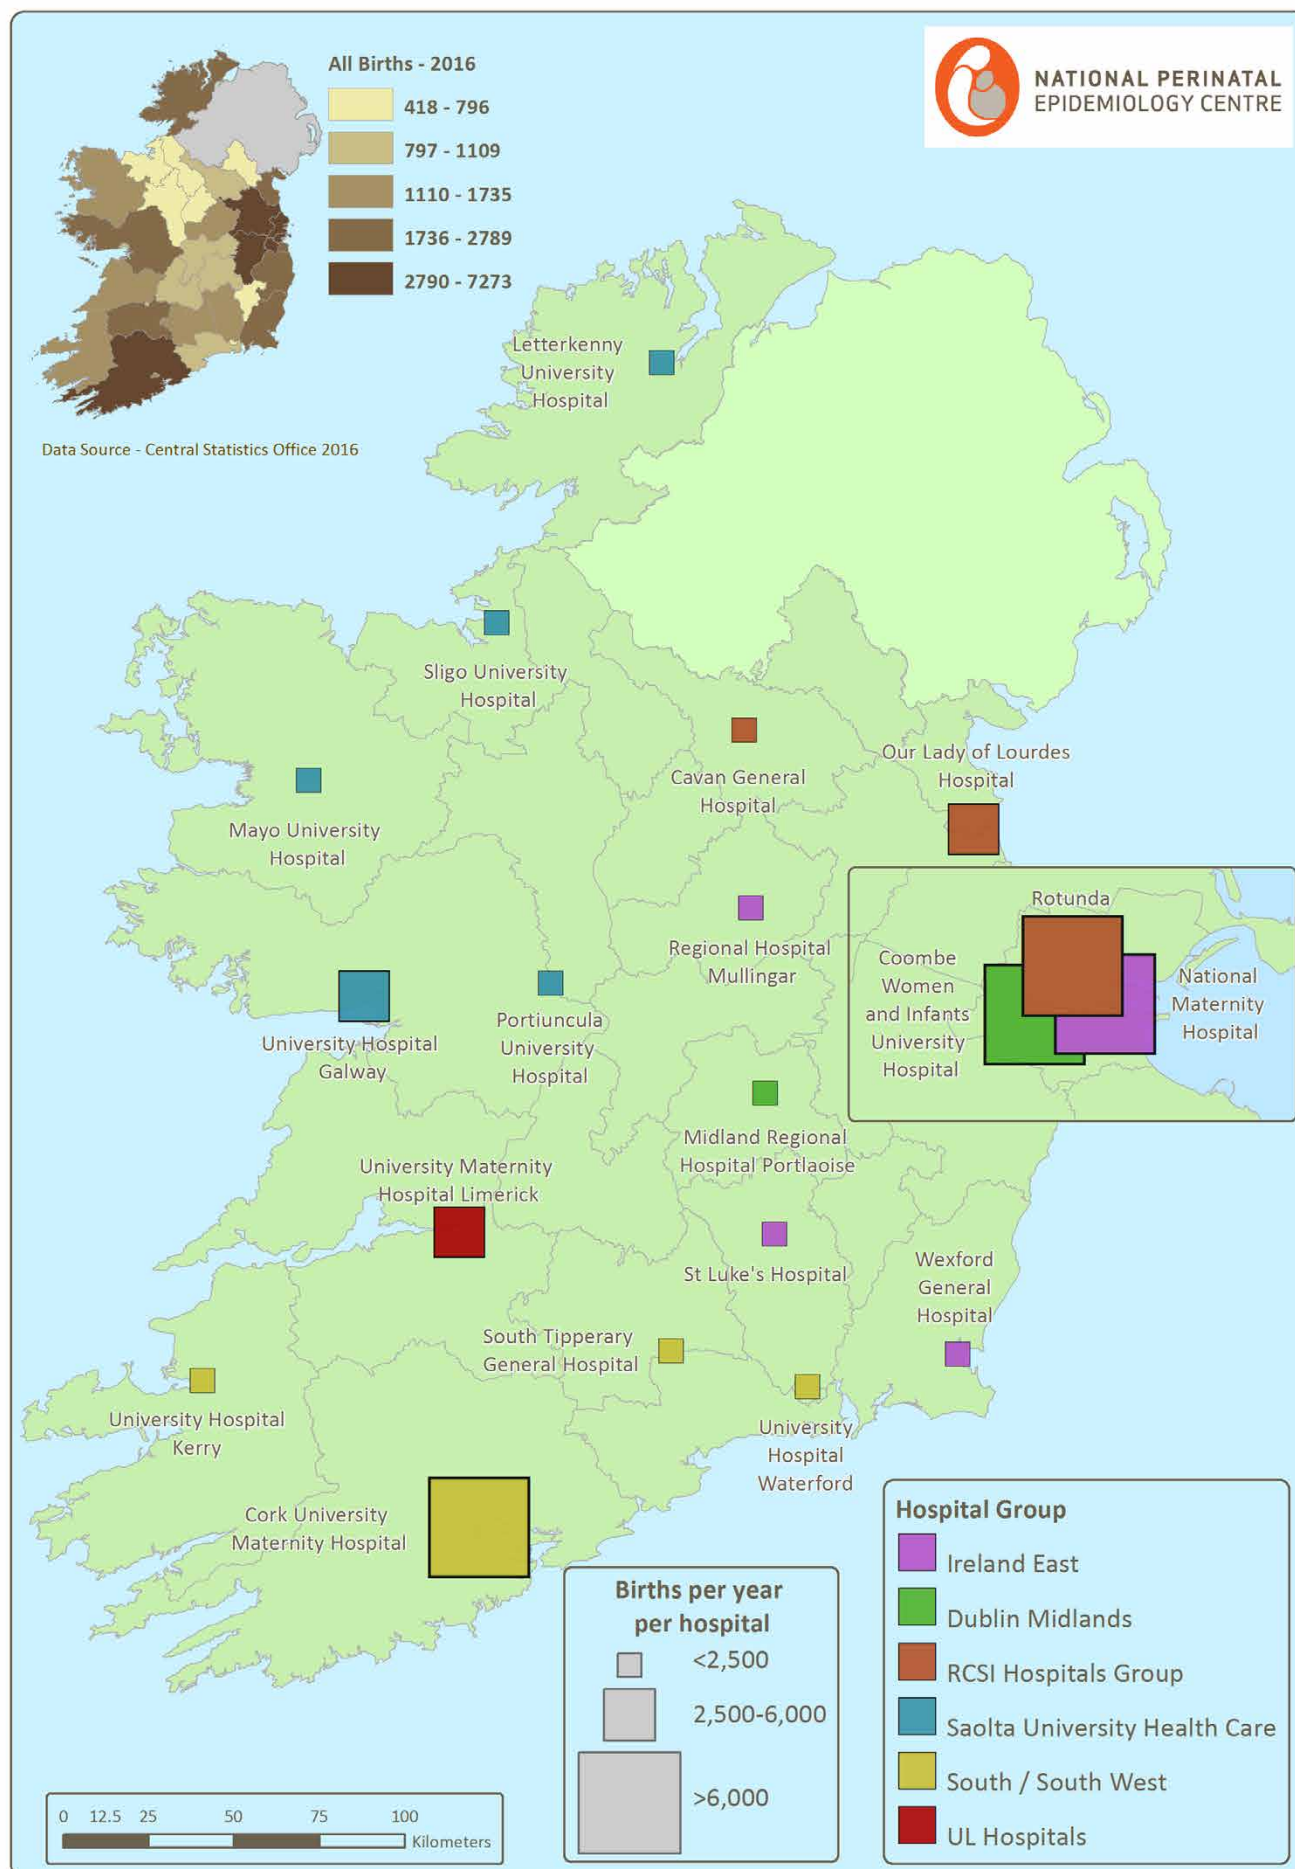 All Births - 2016
418 - 796
797 - 1109
1110 - 1735
1736 - 2789
2790 - 7273
Data Source - Central Statistics Office 2016
NATIONAL PERINATAL
EPIDEMIOLOGY CENTRE
Letterkenny
University
Hospital
Sligo University
Hospital
Cavan General
Hospital
Our Lady of Lourdes
Hospital
Mayo University
Hospital
Regional Hospital
Mullingar
Rotunda
Coombe
Women
and Infants
University
Hospital
National
Maternity
Hospital
University Hospital
Galway
Portiuncula
University
Hospital
Midland Regional
Hospital Portlaoise
University Maternity
Hospital Limerick
St Luke's Hospital
Wexford
General
Hospital
South Tipperary
General Hospital
University Hospital
Kerry
University
Hospital
Waterford
Cork University
Maternity Hospital
Births per year
per hospital
<2,500
2,500-6,000
>6,000
Hospital Group
Ireland East
Dublin Midlands
RCSI Hospitals Group
Saolta University Health Care
South / South West
UL Hospitals
0 12.5 25 50 75 100
Kilometers